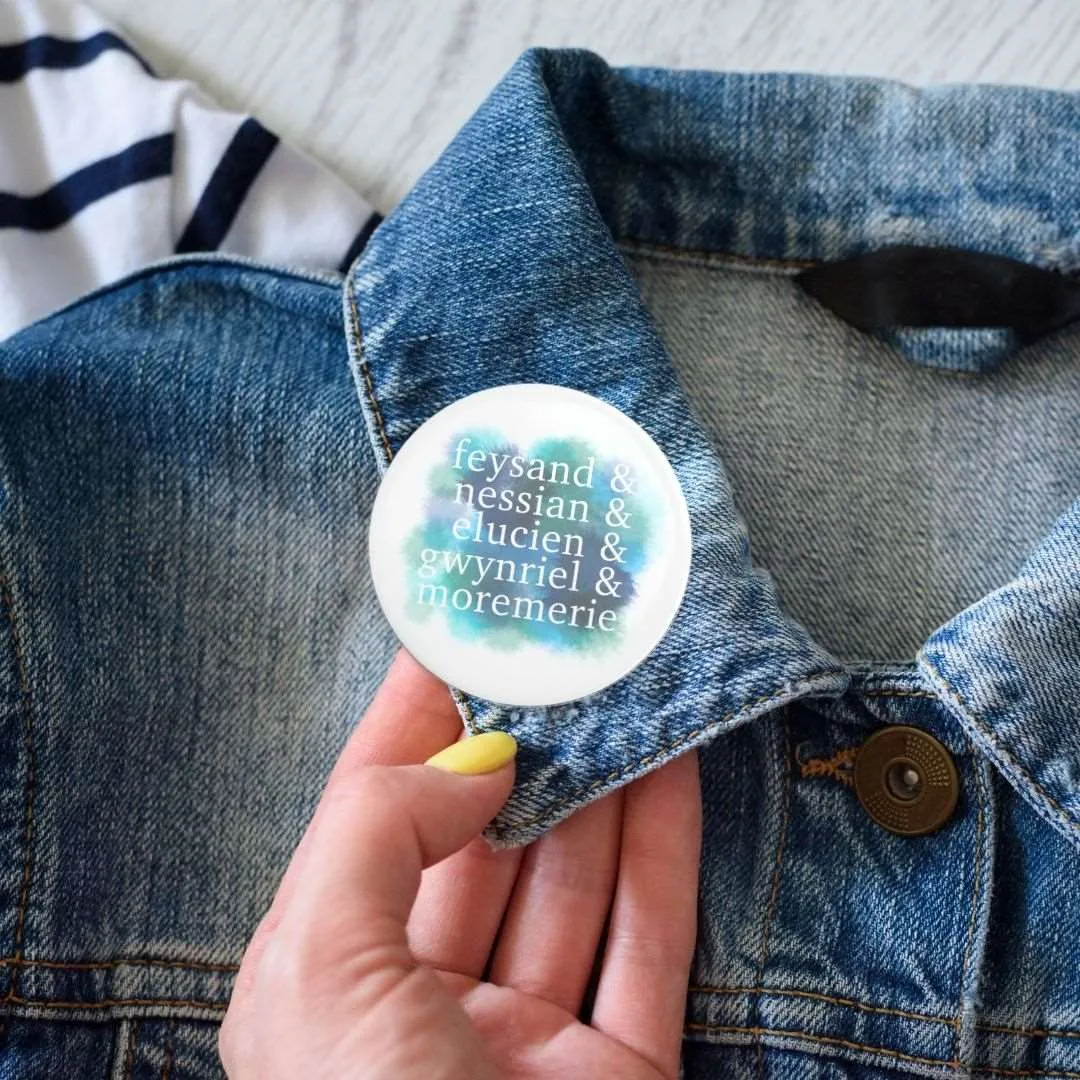 feysand &
nessian &
elucien &
gwynriel &
moremerie